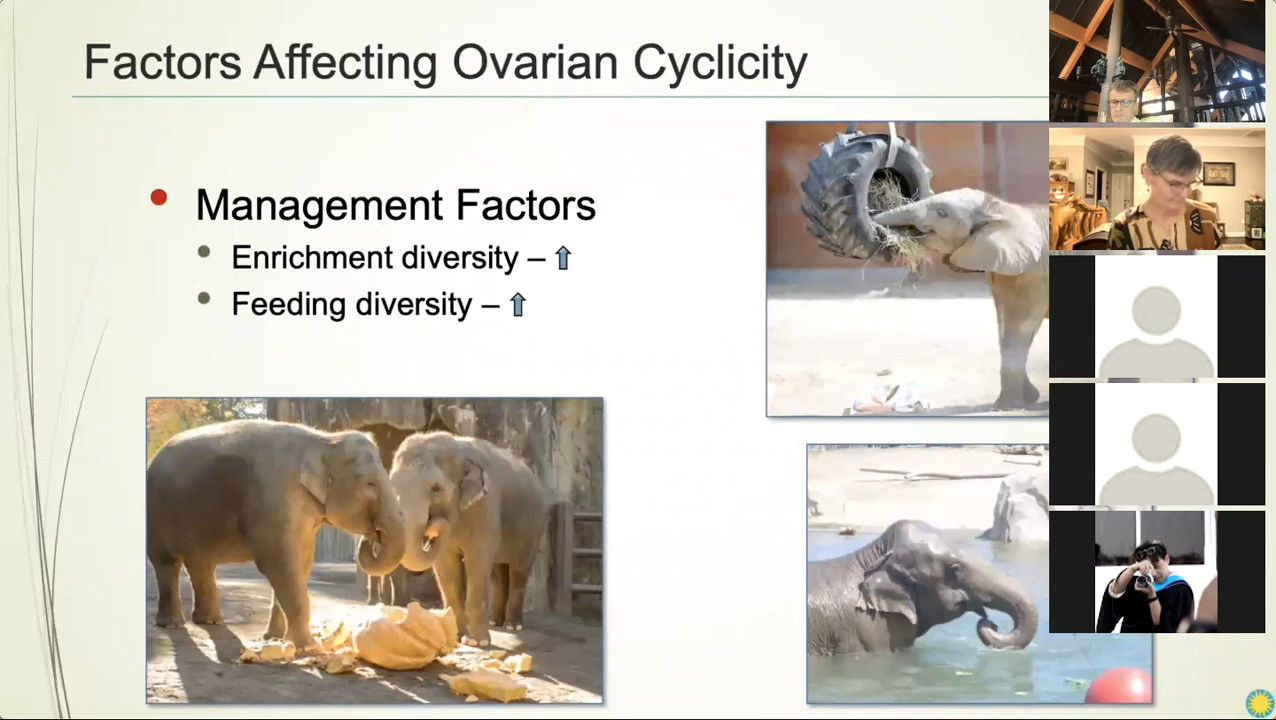 Factors Affecting Ovarian Cyclicity
Management Factors
Enrichment diversity – ⇧
Feeding diversity – ⇧